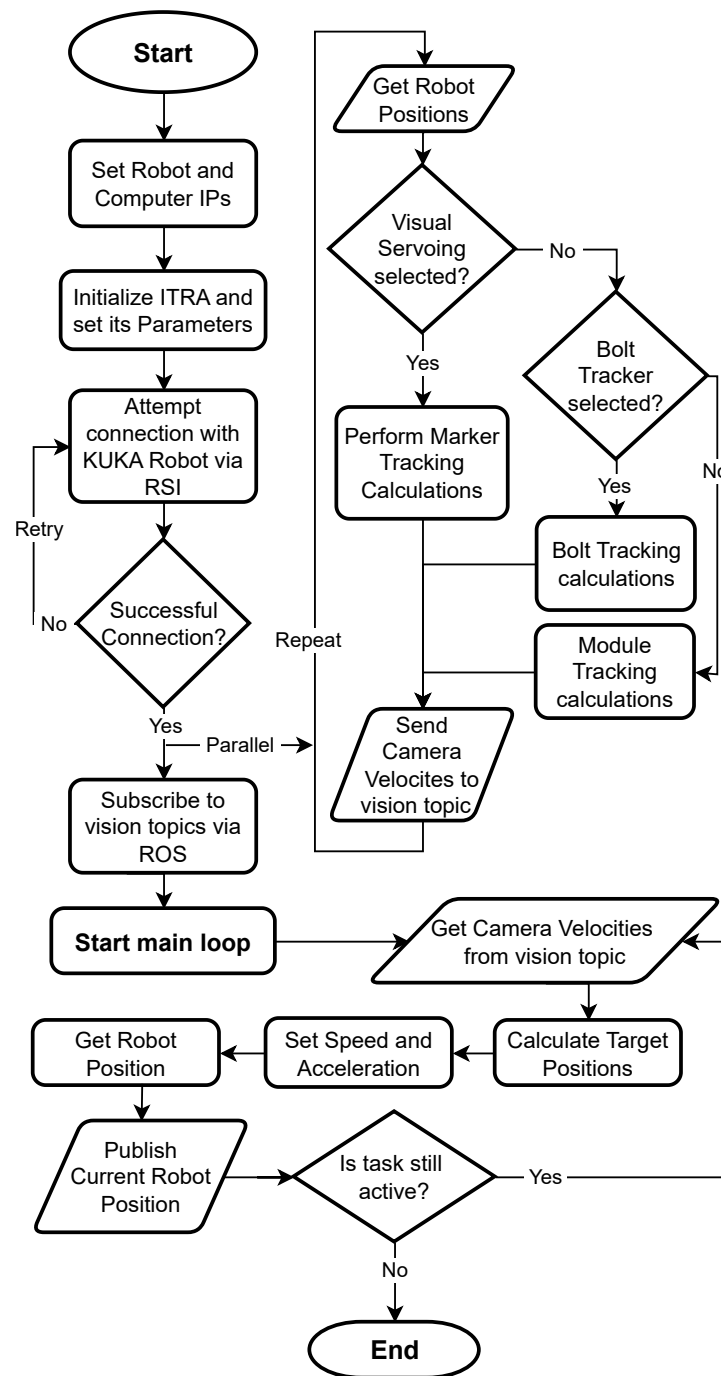 Start
Set Robot and
Computer IPs
Initialize ITRA and
set its Parameters
Attempt
connection with
KUKA Robot via
RSI
Retry
No
Successful
Connection?
Yes
Parallel
Subscribe to
vision topics via
ROS
Start main loop
Repeat
Get Robot
Positions
Visual
Servoing
selected?
No
Yes
Bolt
Tracker
selected?
No
Yes
Perform Marker
Tracking
Calculations
Bolt Tracking
calculations
Module
Tracking
calculations
Send
Camera
Velocites to
vision topic
Get Camera Velocities
from vision topic
Calculate Target
Positions
Set Speed and
Acceleration
Get Robot
Position
Publish
Current Robot
Position
Is task still
active?
Yes
No
End